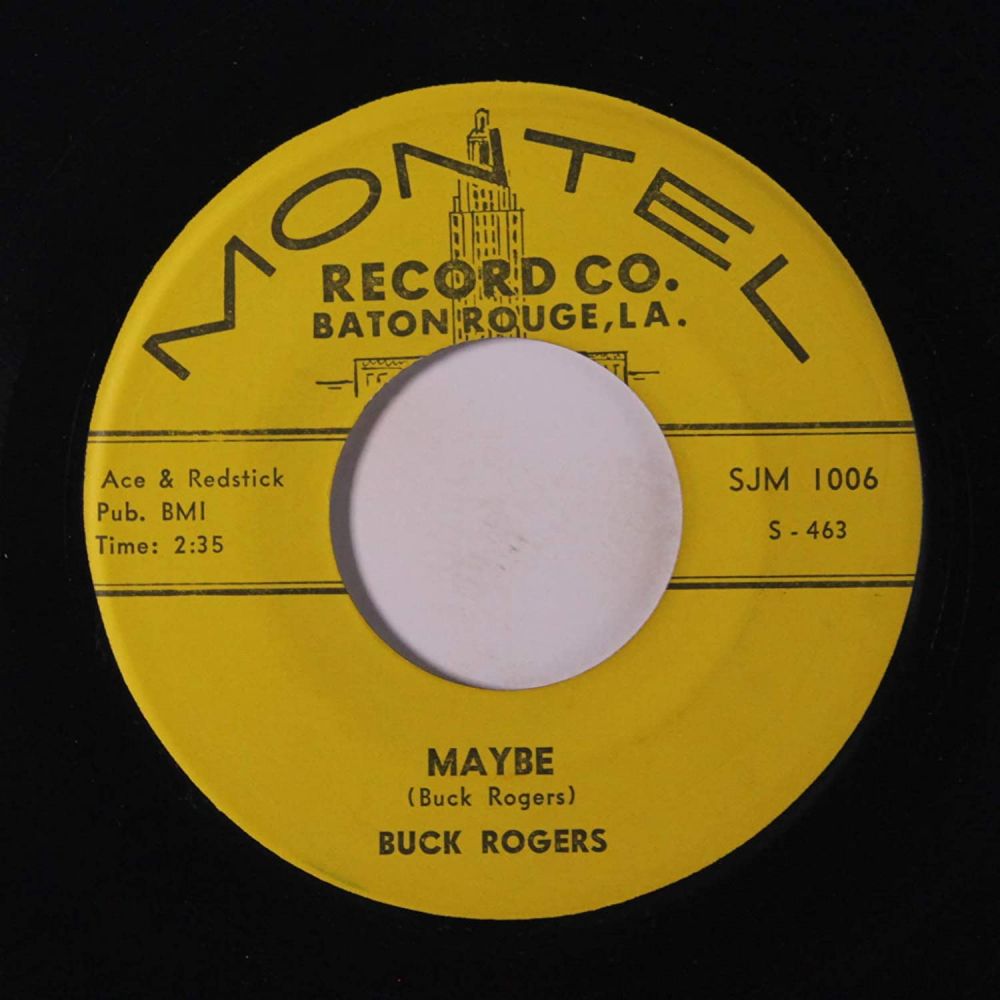 MONTEL
RECORD CO.
BATON ROUGE, LA.
Ace & Redstick
Pub. BMI
Time: 2:35
SJM 1006
S - 463
MAYBE
(Buck Rogers)
BUCK ROGERS